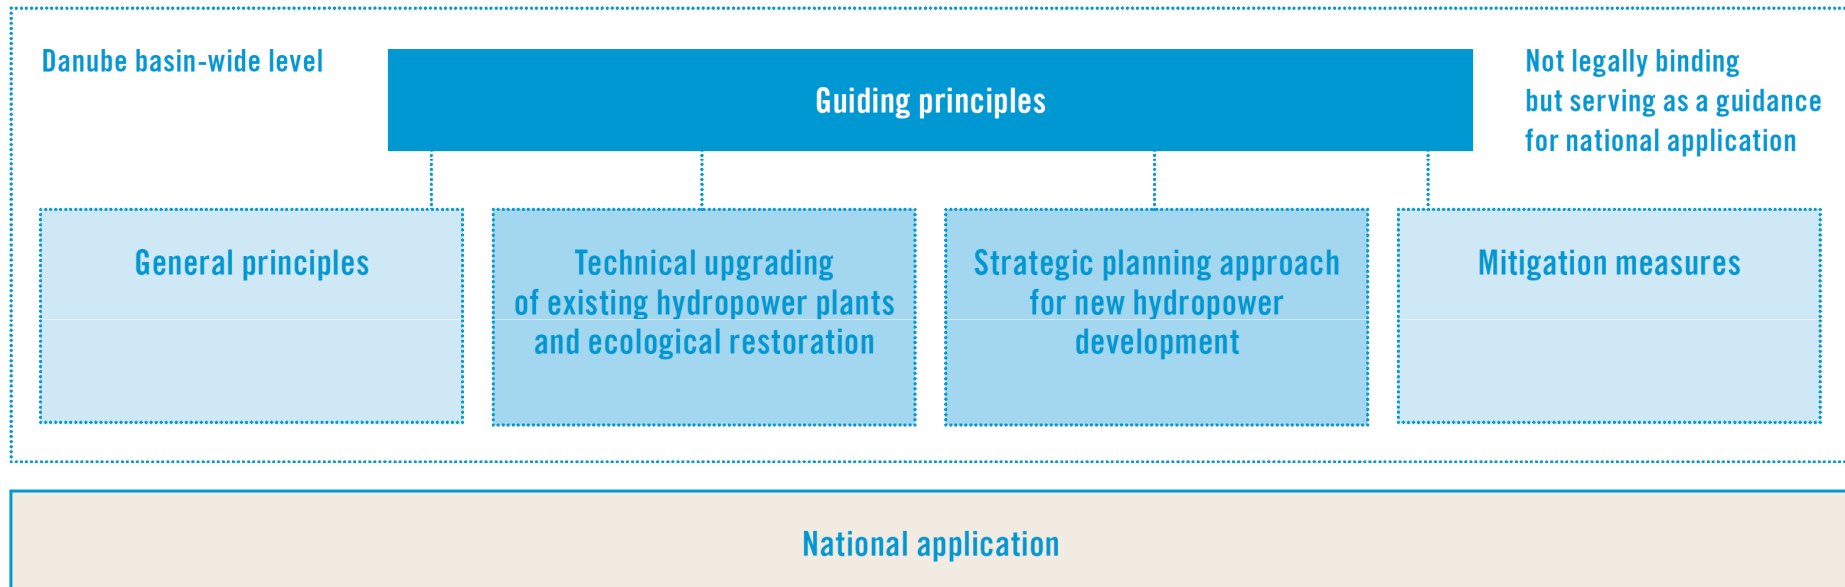 Danube basin-wide level
Guiding principles
Not legally binding
but serving as a guidance
for national application
General principles
Technical upgrading
of existing hydropower plants
and ecological restoration
Strategic planning approach
for new hydropower
development
Mitigation measures
National application